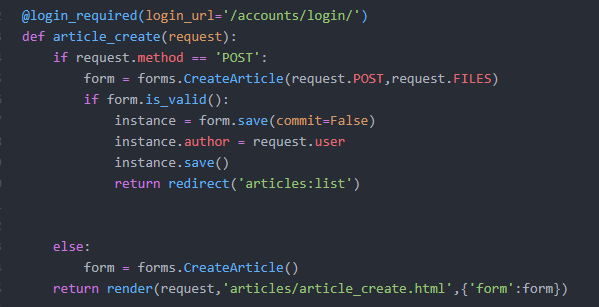 @login_required(login_url='/accounts/login/')
def article_create(request):
    if request.method == 'POST':
        form = forms.CreateArticle(request.POST,request.FILES)
        if form.is_valid():
            instance = form.save(commit=False)
            instance.author = request.user
            instance.save()
            return redirect('articles:list')
    else:
        form = forms.CreateArticle()
    return render(request,'articles/article_create.html',{'form':form})